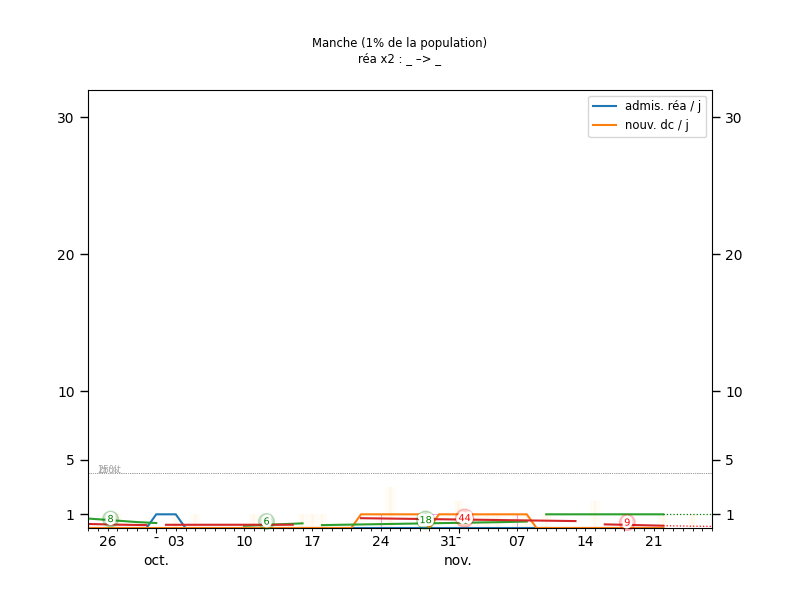 Manche (1% de la population)
réa x2 : _ –> _
admis. réa / j
nouv. dc / j
30 30
20 20
10 10
5 5
1 1
8 6 18 44 9
26 - 03 10 17 24 31 - 07 14 21
oct. nov.